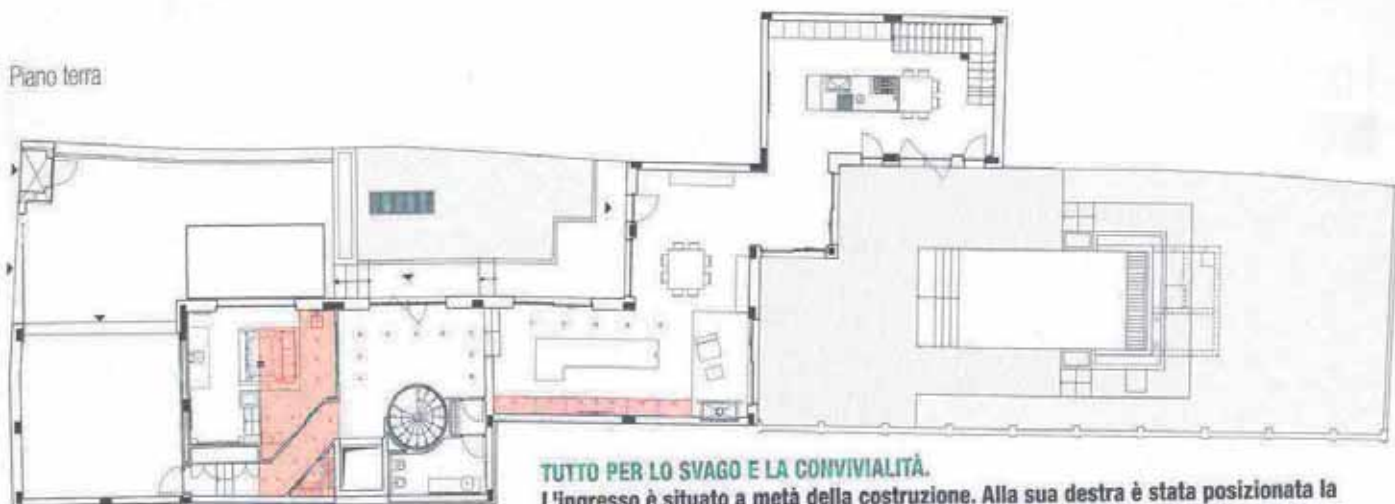 Piano terra
TUTTO PER LO SVAGO E LA CONVIVIALITÀ.
L'ingresso è situato a metà della costruzione. Alla sua destra è stata posizionata la